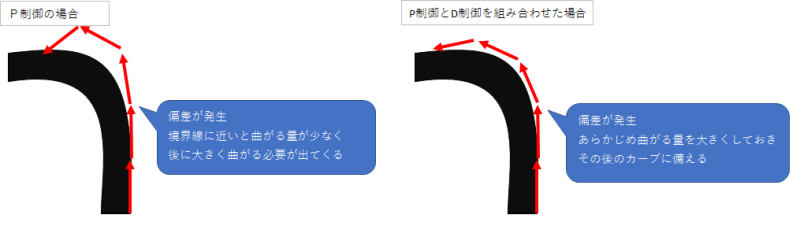 P制御の場合
偏差が発生
境界線に近いと曲がる量が少なく
後に大きく曲がる必要が出てくる
P制御とD制御を組み合わせた場合
偏差が発生
あらかじめ曲がる量を大きくしておき
その後のカーブに備える